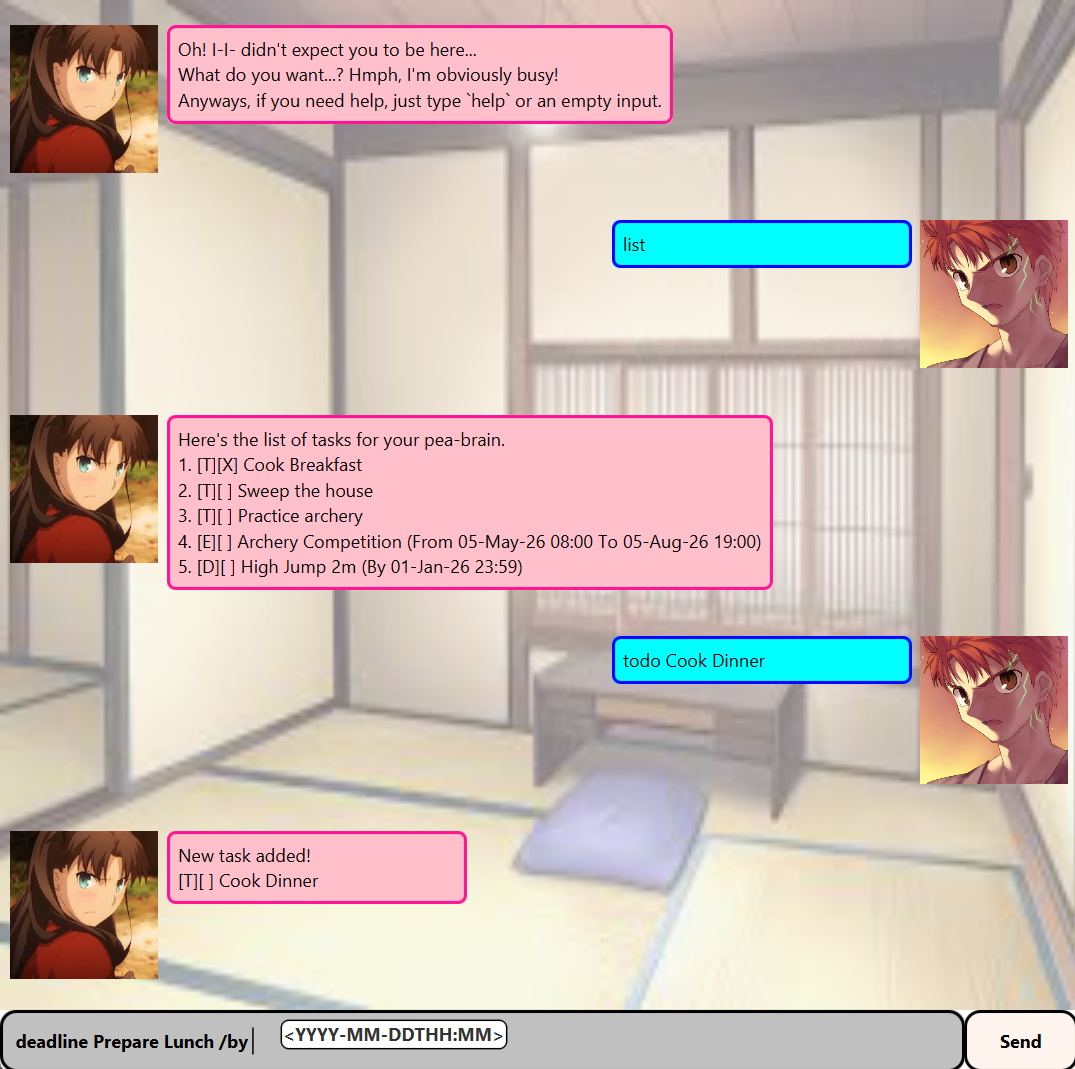 Oh! I-I- didn't expect you to be here...
What do you want...? Hmph, I'm obviously busy!
Anyways, if you need help, just type `help` or an empty input.
list
Here's the list of tasks for your pea-brain.
1. [T][X] Cook Breakfast
2. [T][ ] Sweep the house
3. [T][ ] Practice archery
4. [E][ ] Archery Competition (From 05-May-26 08:00 To 05-Aug-26 19:00)
5. [D][ ] High Jump 2m (By 01-Jan-26 23:59)
todo Cook Dinner
New task added!
[T][ ] Cook Dinner
deadline Prepare Lunch /by <YYYY-MM-DDTHH:MM>
Send